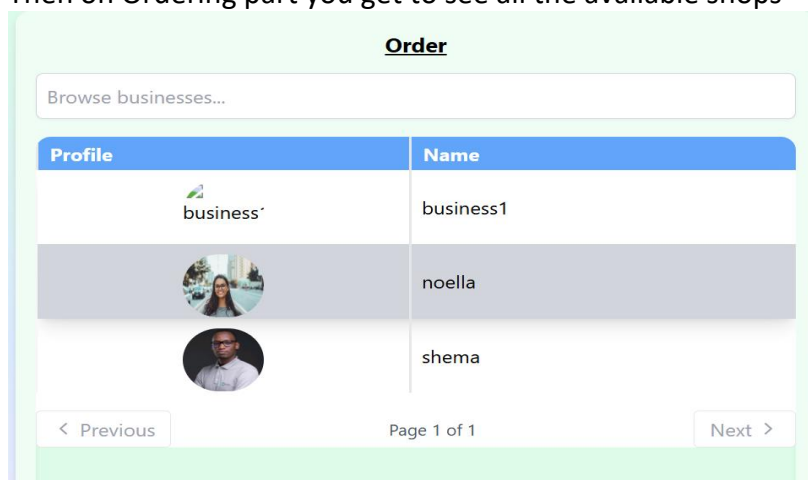 Then on Ordering part you get to see all the available shops
Order
Browse businesses...
Profile Name
business1
business1
noella
shema
< Previous Page 1 of 1 Next >